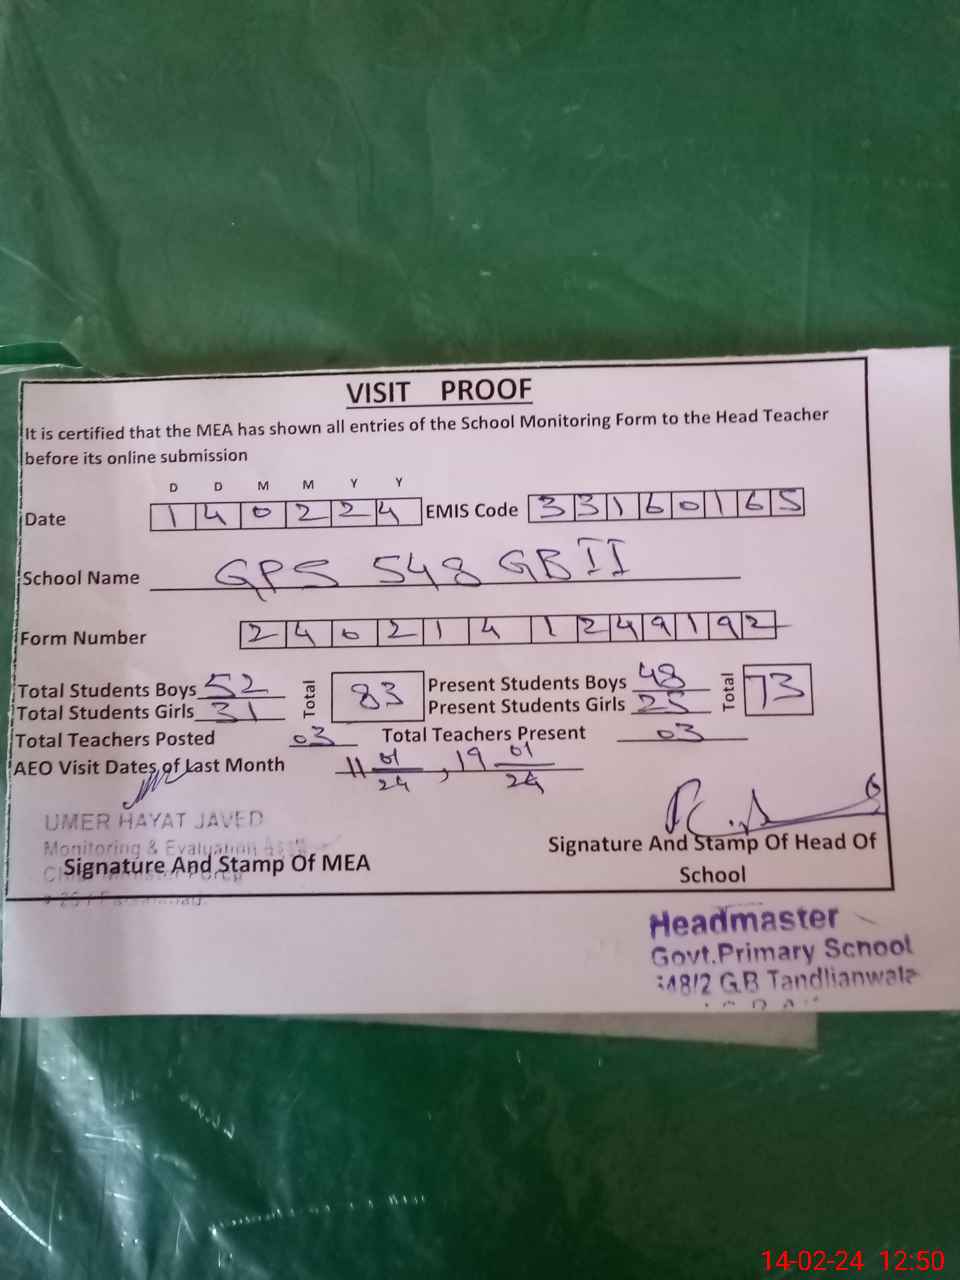 VISIT PROOF
It is certified that the MEA has shown all entries of the School Monitoring Form to the Head Teacher
before its online submission
D D M M Y Y
Date 1 4 0 2 2 4 EMIS Code 3 3 1 6 0 1 6 5
School Name GPS 548 GB II
Form Number 2 4 0 2 1 4 1 2 4 9 1 9 2
Total Students Boys 52 Total 83 Present Students Boys 48 Total 73
Total Students Girls 31 Present Students Girls 25
Total Teachers Posted 03 Total Teachers Present 03
AEO Visit Dates of Last Month 11 01/24, 19 01/24
UMER HAYAT JAVED
Monitoring & Evaluation
Signature And Stamp Of MEA
Signature And Stamp Of Head Of
School
Headmaster
Govt.Primary School
48/2 G.B Tandlianwala
14-02-24 12:50